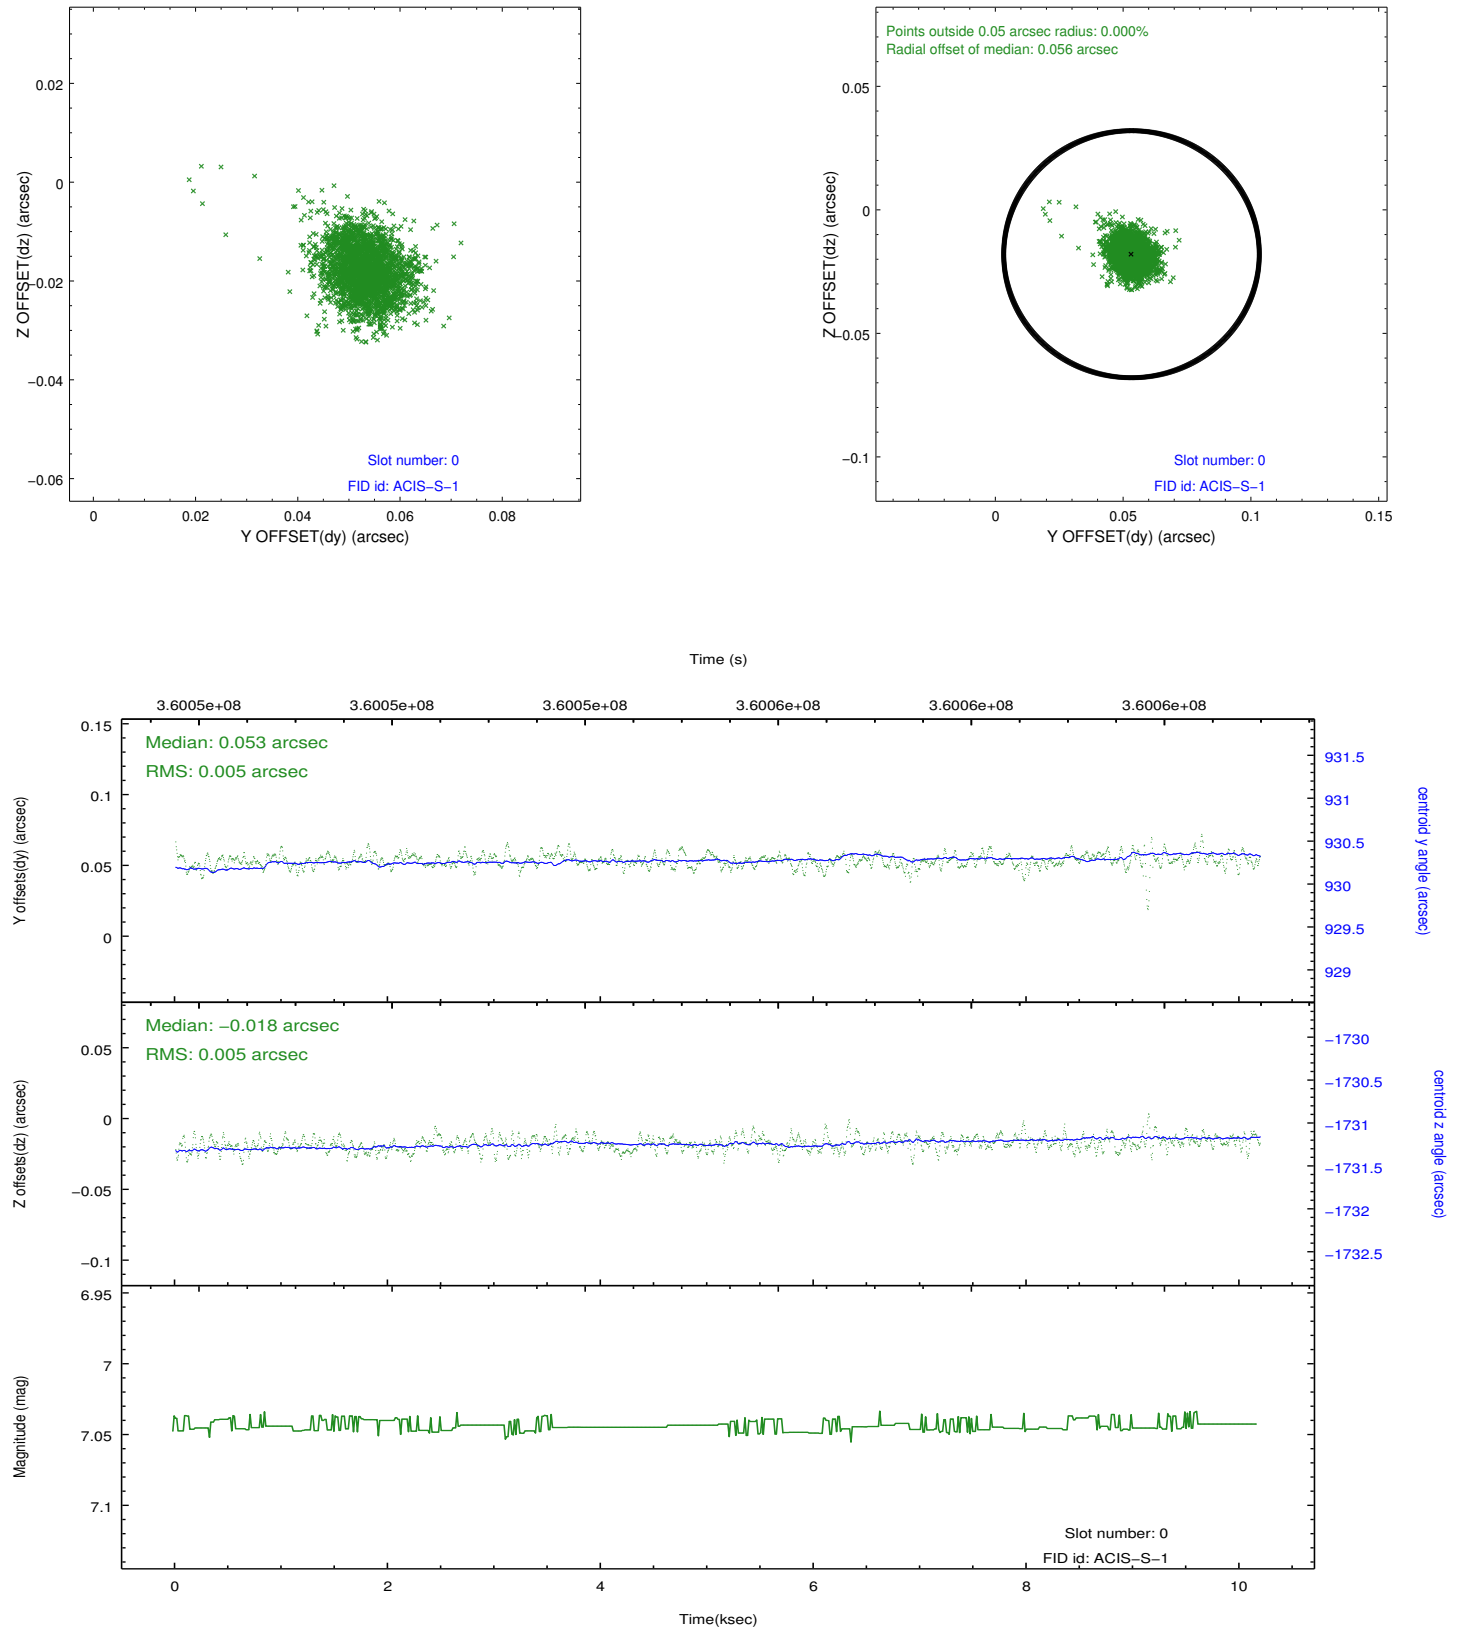 0.02
0
−0.02
−0.04
−0.06
Z OFFSET(dz) (arcsec)
Slot number: 0
FID id: ACIS−S−1
0 0.02 0.04 0.06 0.08
Y OFFSET(dy) (arcsec)
Points outside 0.05 arcsec radius: 0.000%
Radial offset of median: 0.056 arcsec
0.05
0
−0.05
−0.1
Z OFFSET(dz) (arcsec)
Slot number: 0
FID id: ACIS−S−1
0 0.05 0.1 0.15
Y OFFSET(dy) (arcsec)
Time (s)
3.6005e+08 3.6005e+08 3.6005e+08 3.6006e+08 3.6006e+08 3.6006e+08
Median: 0.053 arcsec
RMS: 0.005 arcsec
0.15
0.1
0.05
0
Y offsets(dy) (arcsec)
931.5
931
930.5
930
929.5
929
centroid y angle (arcsec)
Median: −0.018 arcsec
RMS: 0.005 arcsec
0.05
0
−0.05
−0.1
Z offsets(dz) (arcsec)
−1730
−1730.5
−1731
−1731.5
−1732
−1732.5
centroid z angle (arcsec)
6.95
7
7.05
7.1
Magnitude (mag)
Slot number: 0
FID id: ACIS−S−1
0 2 4 6 8 10
Time(ksec)